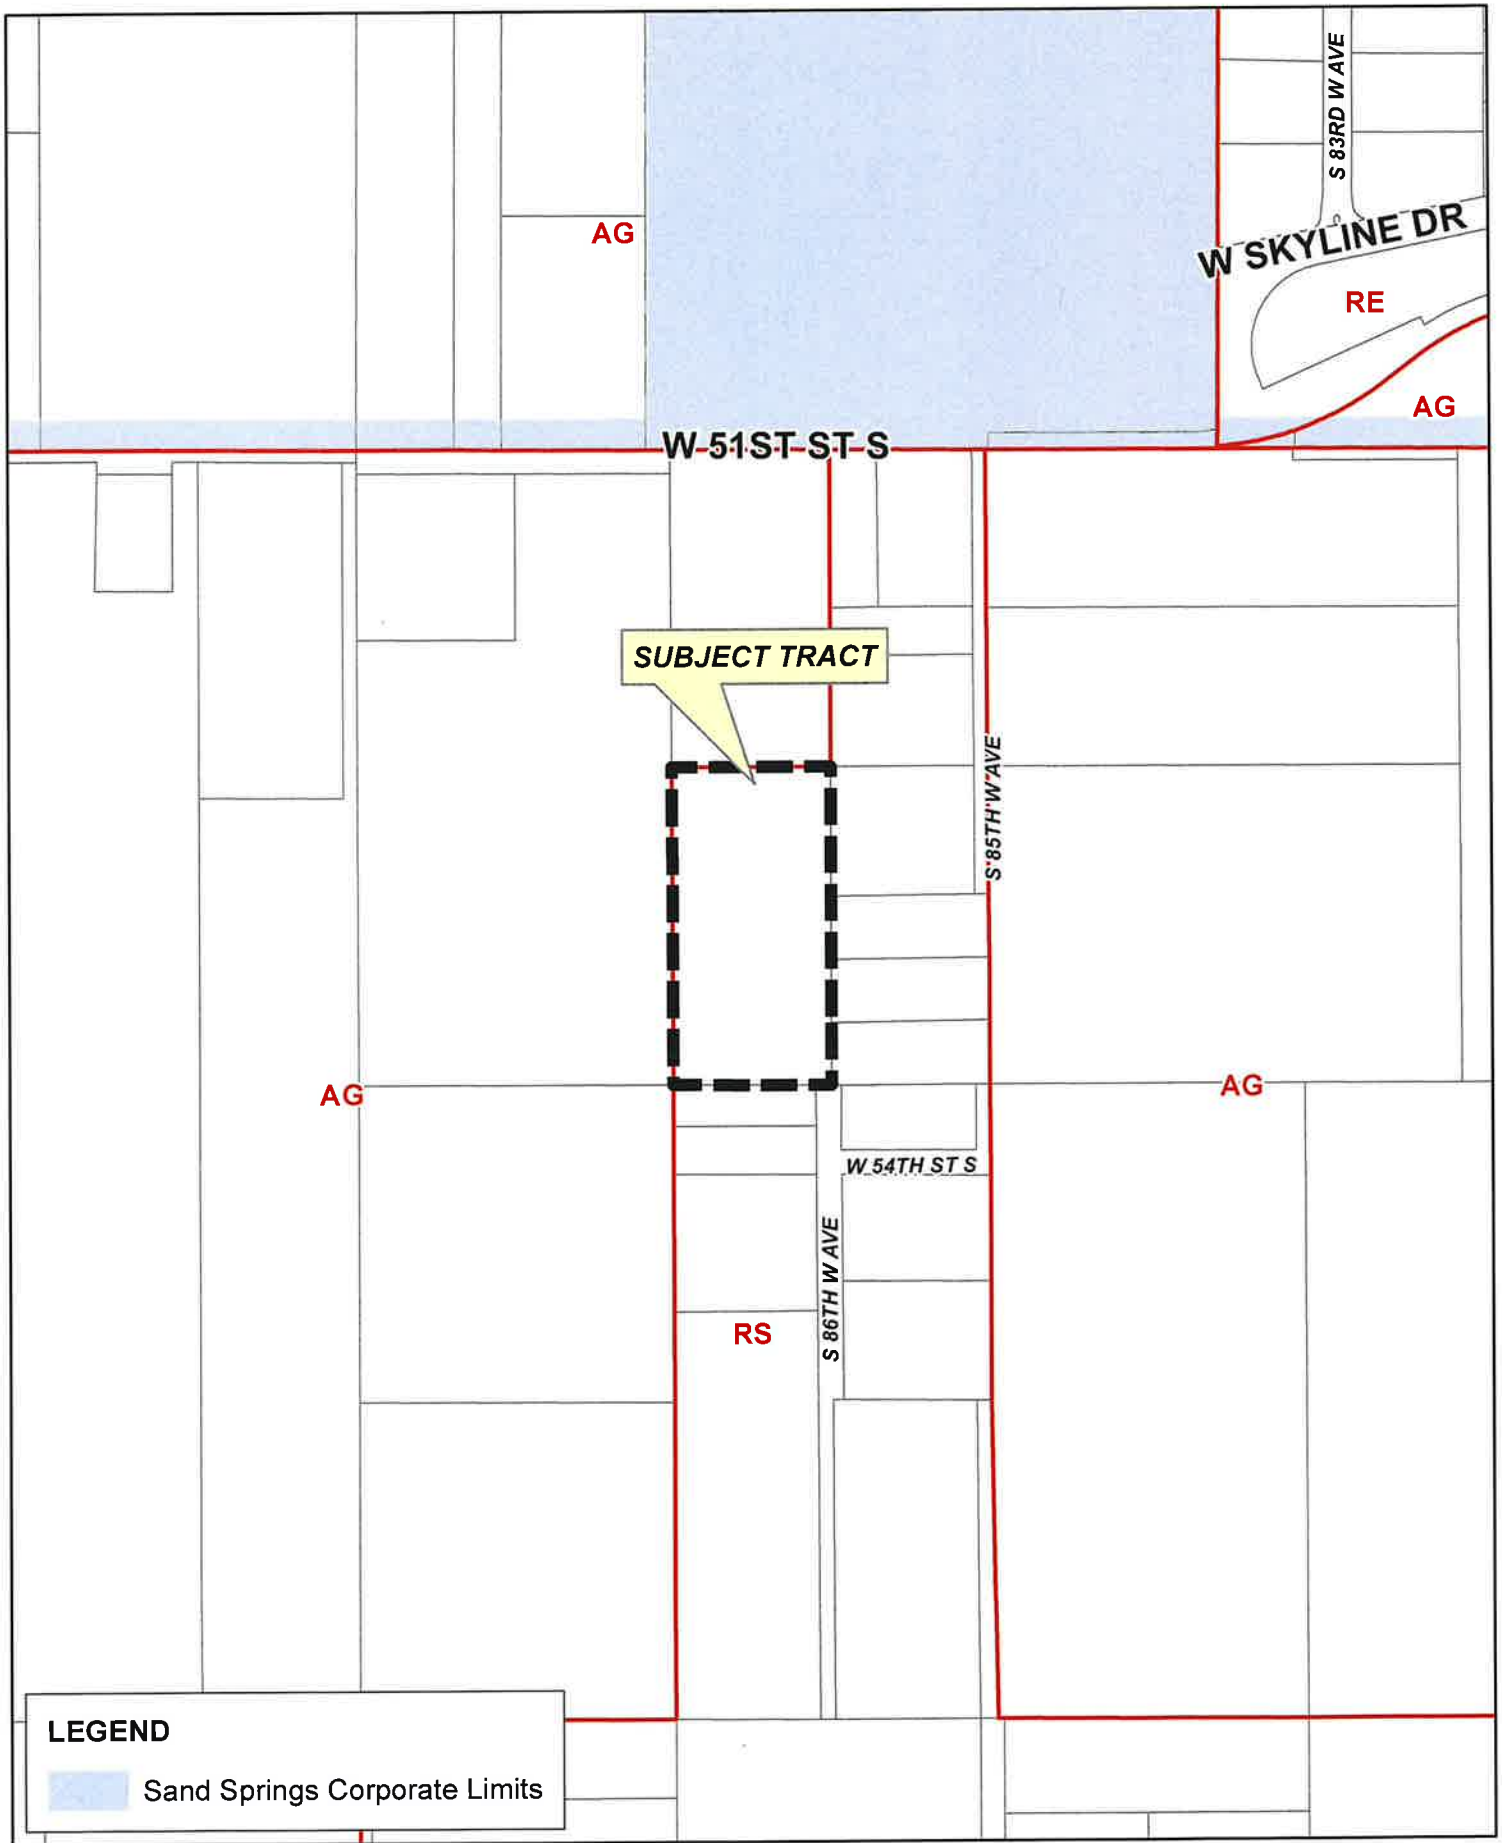 S 83RD W AVE
W SKYLINE DR
AG
RE
AG
W 51ST ST S
SUBJECT TRACT
S 85TH W AVE
AG
AG
W 54TH ST S
S 86TH W AVE
RS
LEGEND
Sand Springs Corporate Limits